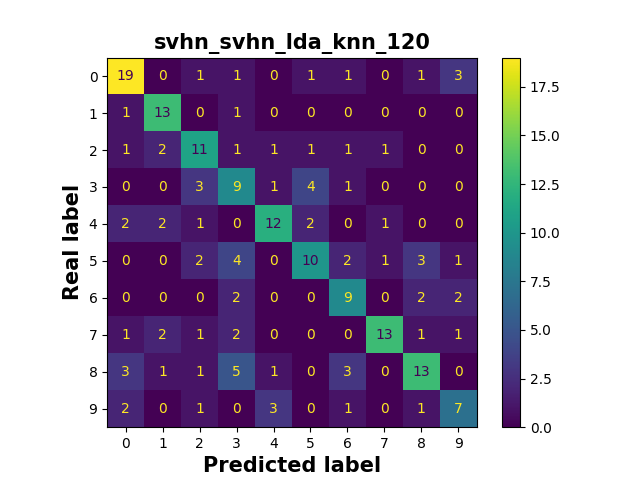 svhn_svhn_lda_knn_120
0 19 0 1 1 0 1 1 0 1 3
1 1 13 0 1 0 0 0 0 0 0
2 1 2 11 1 1 1 1 1 0 0
3 0 0 3 9 1 4 1 0 0 0
4 2 2 1 0 12 2 0 1 0 0
5 0 0 2 4 0 10 2 1 3 1
6 0 0 0 2 0 0 9 0 2 2
7 1 2 1 2 0 0 0 13 1 1
8 3 1 1 5 1 0 3 0 13 0
9 2 0 1 0 3 0 1 0 1 7
0 1 2 3 4 5 6 7 8 9
Predicted label
Real label
17.5
15.0
12.5
10.0
7.5
5.0
2.5
0.0